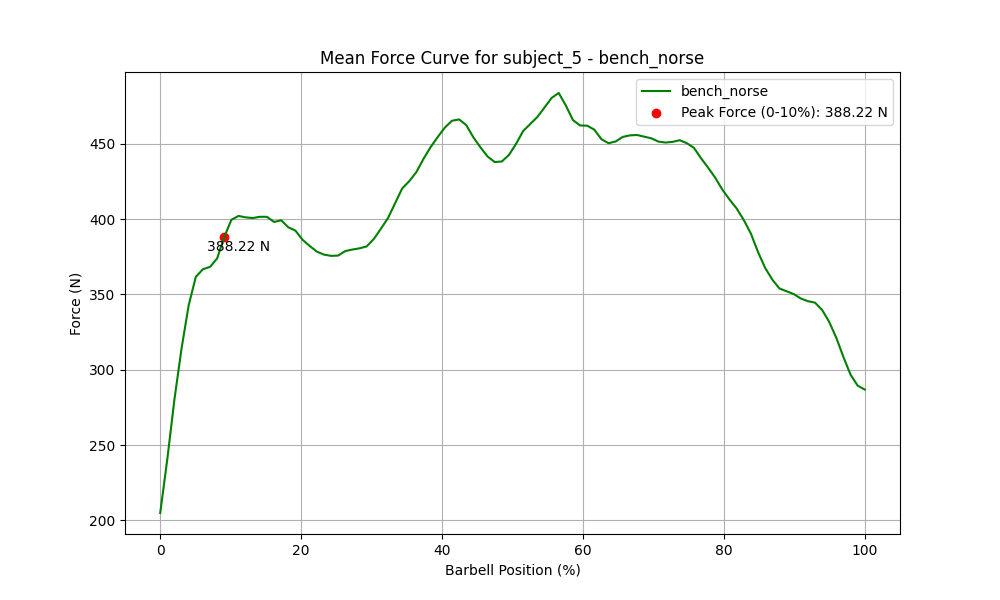 Mean Force Curve for subject_5 - bench_norse
bench_norse
Peak Force (0-10%): 388.22 N
450
400
350
300
250
200
388.22 N
Force (N)
0 20 40 60 80 100
Barbell Position (%)